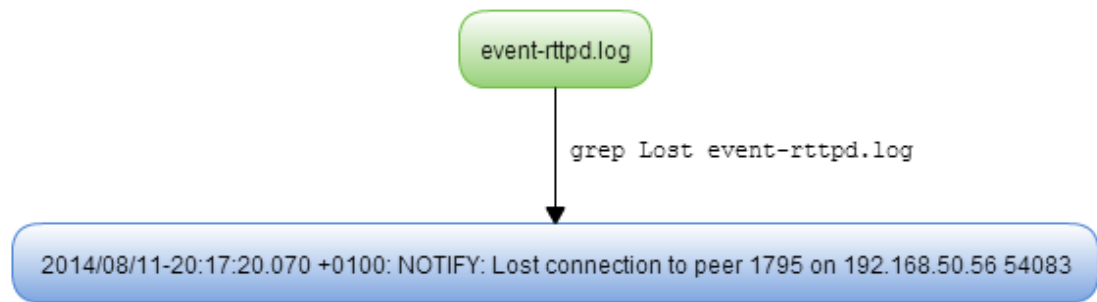 event-rttpd.log
grep Lost event-rttpd.log
2014/08/11-20:17:20.070 +0100: NOTIFY: Lost connection to peer 1795 on 192.168.50.56 54083